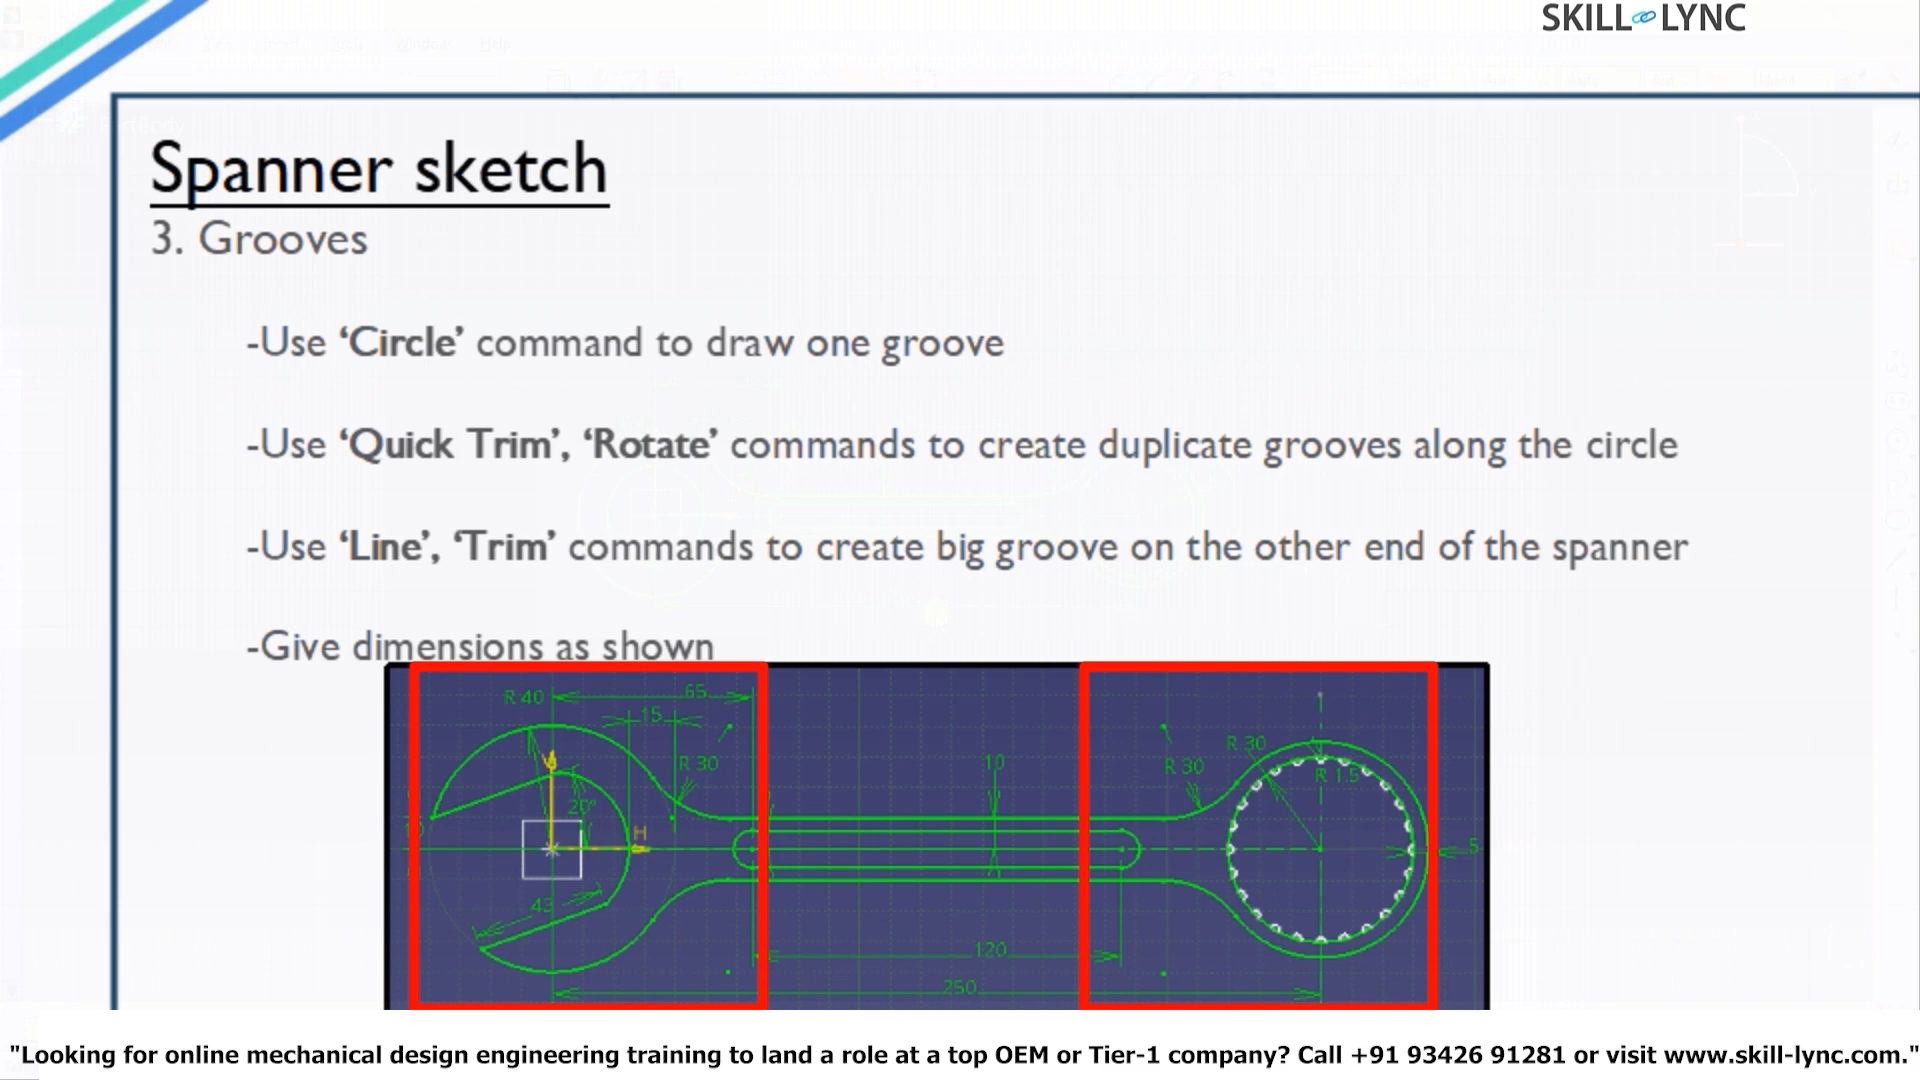 SKILL LYNC
Spanner sketch
3. Grooves
-Use ‘Circle’ command to draw one groove
-Use ‘Quick Trim’, ‘Rotate’ commands to create duplicate grooves along the circle
-Use ‘Line’, ‘Trim’ commands to create big groove on the other end of the spanner
-Give dimensions as shown
R 40
65
15
R 30
10
R 30
R 30
R 1.5
20°
H
5
43
120
250
"Looking for online mechanical design engineering training to land a role at a top OEM or Tier-1 company? Call +91 93426 91281 or visit www.skill-lync.com."